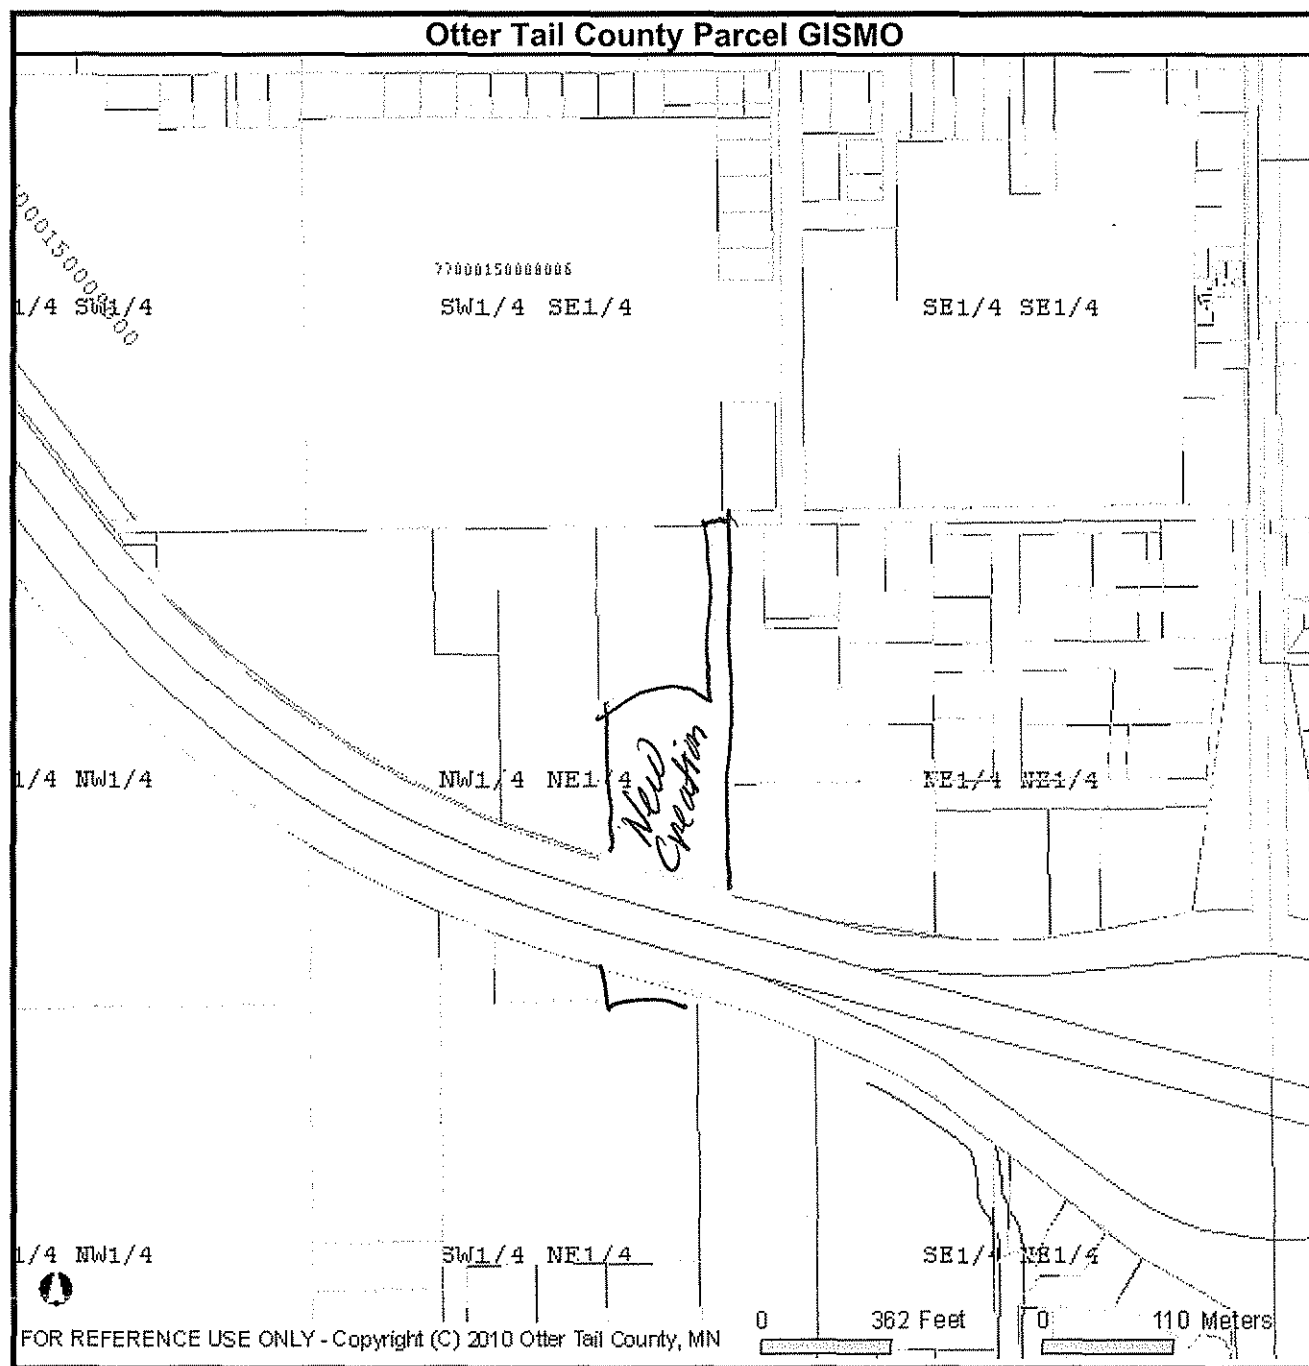 Otter Tail County Parcel GISMO
77000150008006
1/4 SW1/4
SW1/4 SE1/4
SE1/4 SE1/4
1/4 NW1/4
NW1/4 NE1/4
New
Creation
NE1/4 NE1/4
1/4 NW1/4
SW1/4 NE1/4
SE1/4 NE1/4
0 362 Feet 0 110 Meters
FOR REFERENCE USE ONLY - Copyright (C) 2010 Otter Tail County, MN